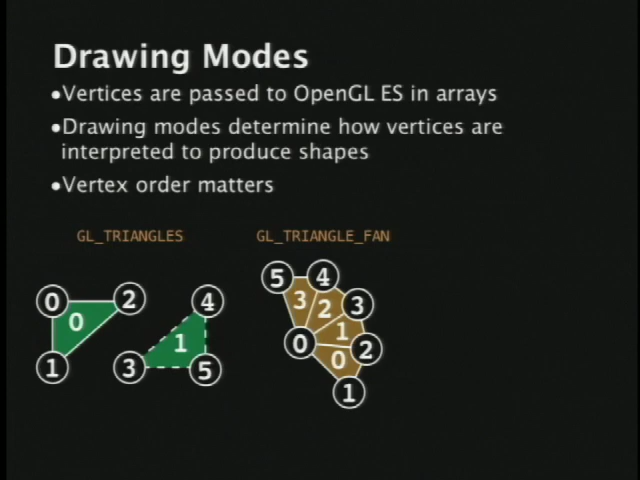 Drawing Modes
•Vertices are passed to OpenGL ES in arrays
•Drawing modes determine how vertices are
interpreted to produce shapes
•Vertex order matters
GL_TRIANGLES GL_TRIANGLE_FAN
0 2 0 1
4 3 1 5
5 4 3 2 3 1 0 0 2 1